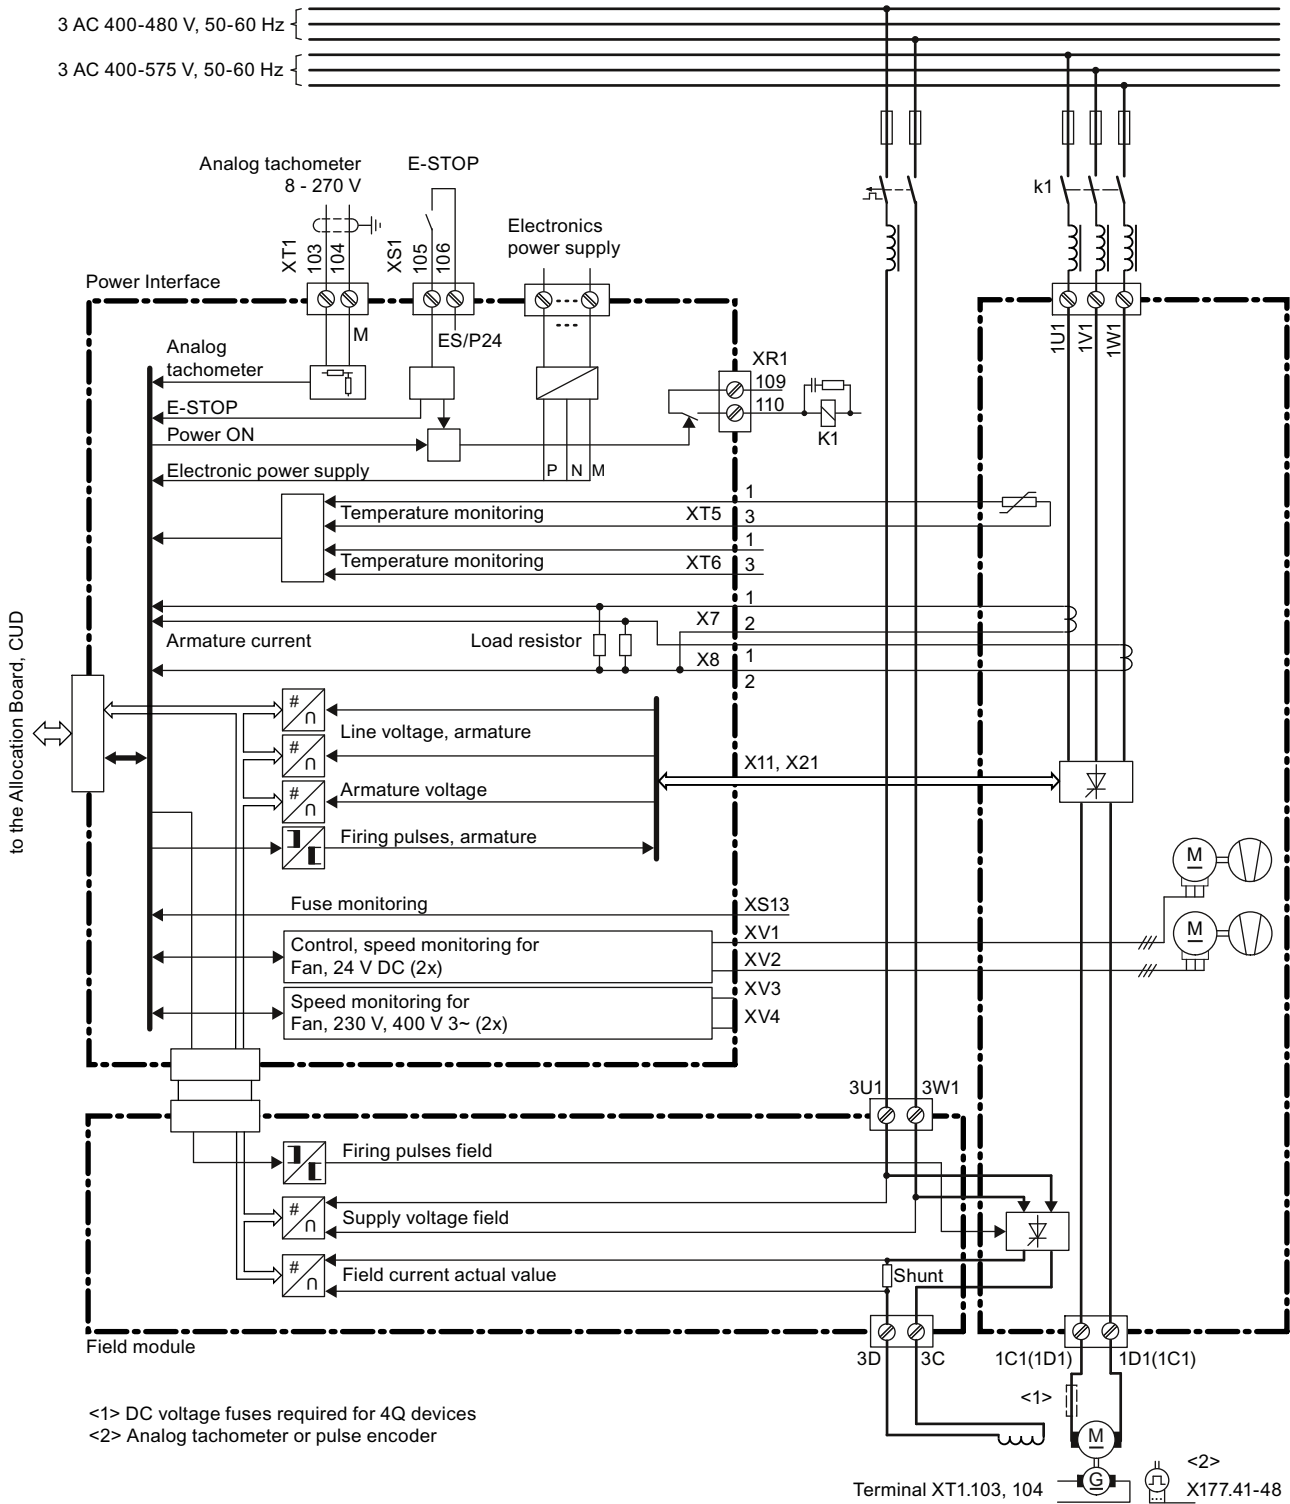 3 AC 400-480 V, 50-60 Hz
3 AC 400-575 V, 50-60 Hz
Analog tachometer
8 - 270 V
E-STOP
k1
Electronics
power supply
XT1
103
104
XS1
105
106
Power Interface
M
ES/P24
1U1
1V1
1W1
Analog
tachometer
XR1
109
110
E-STOP
Power ON
K1
Electronic power supply
P
N
M
1
Temperature monitoring
XT5
3
1
Temperature monitoring
XT6
3
1
X7
2
Armature current
Load resistor
X8
1
2
to the Allocation Board, CUD
#
∩
Line voltage, armature
#
∩
X11, X21
Armature voltage
#
∩
Firing pulses, armature
M
Fuse monitoring
XS13
M
XV1
Control, speed monitoring for
Fan, 24 V DC (2x)
XV2
XV3
Speed monitoring for
Fan, 230 V, 400 V 3~ (2x)
XV4
3U1
3W1
Firing pulses field
#
∩
Supply voltage field
#
∩
Field current actual value
Shunt
Field module
3D
3C
1C1(1D1)
1D1(1C1)
<1>
<1> DC voltage fuses required for 4Q devices
<2> Analog tachometer or pulse encoder
M
G
<2>
Terminal XT1.103, 104
X177.41-48